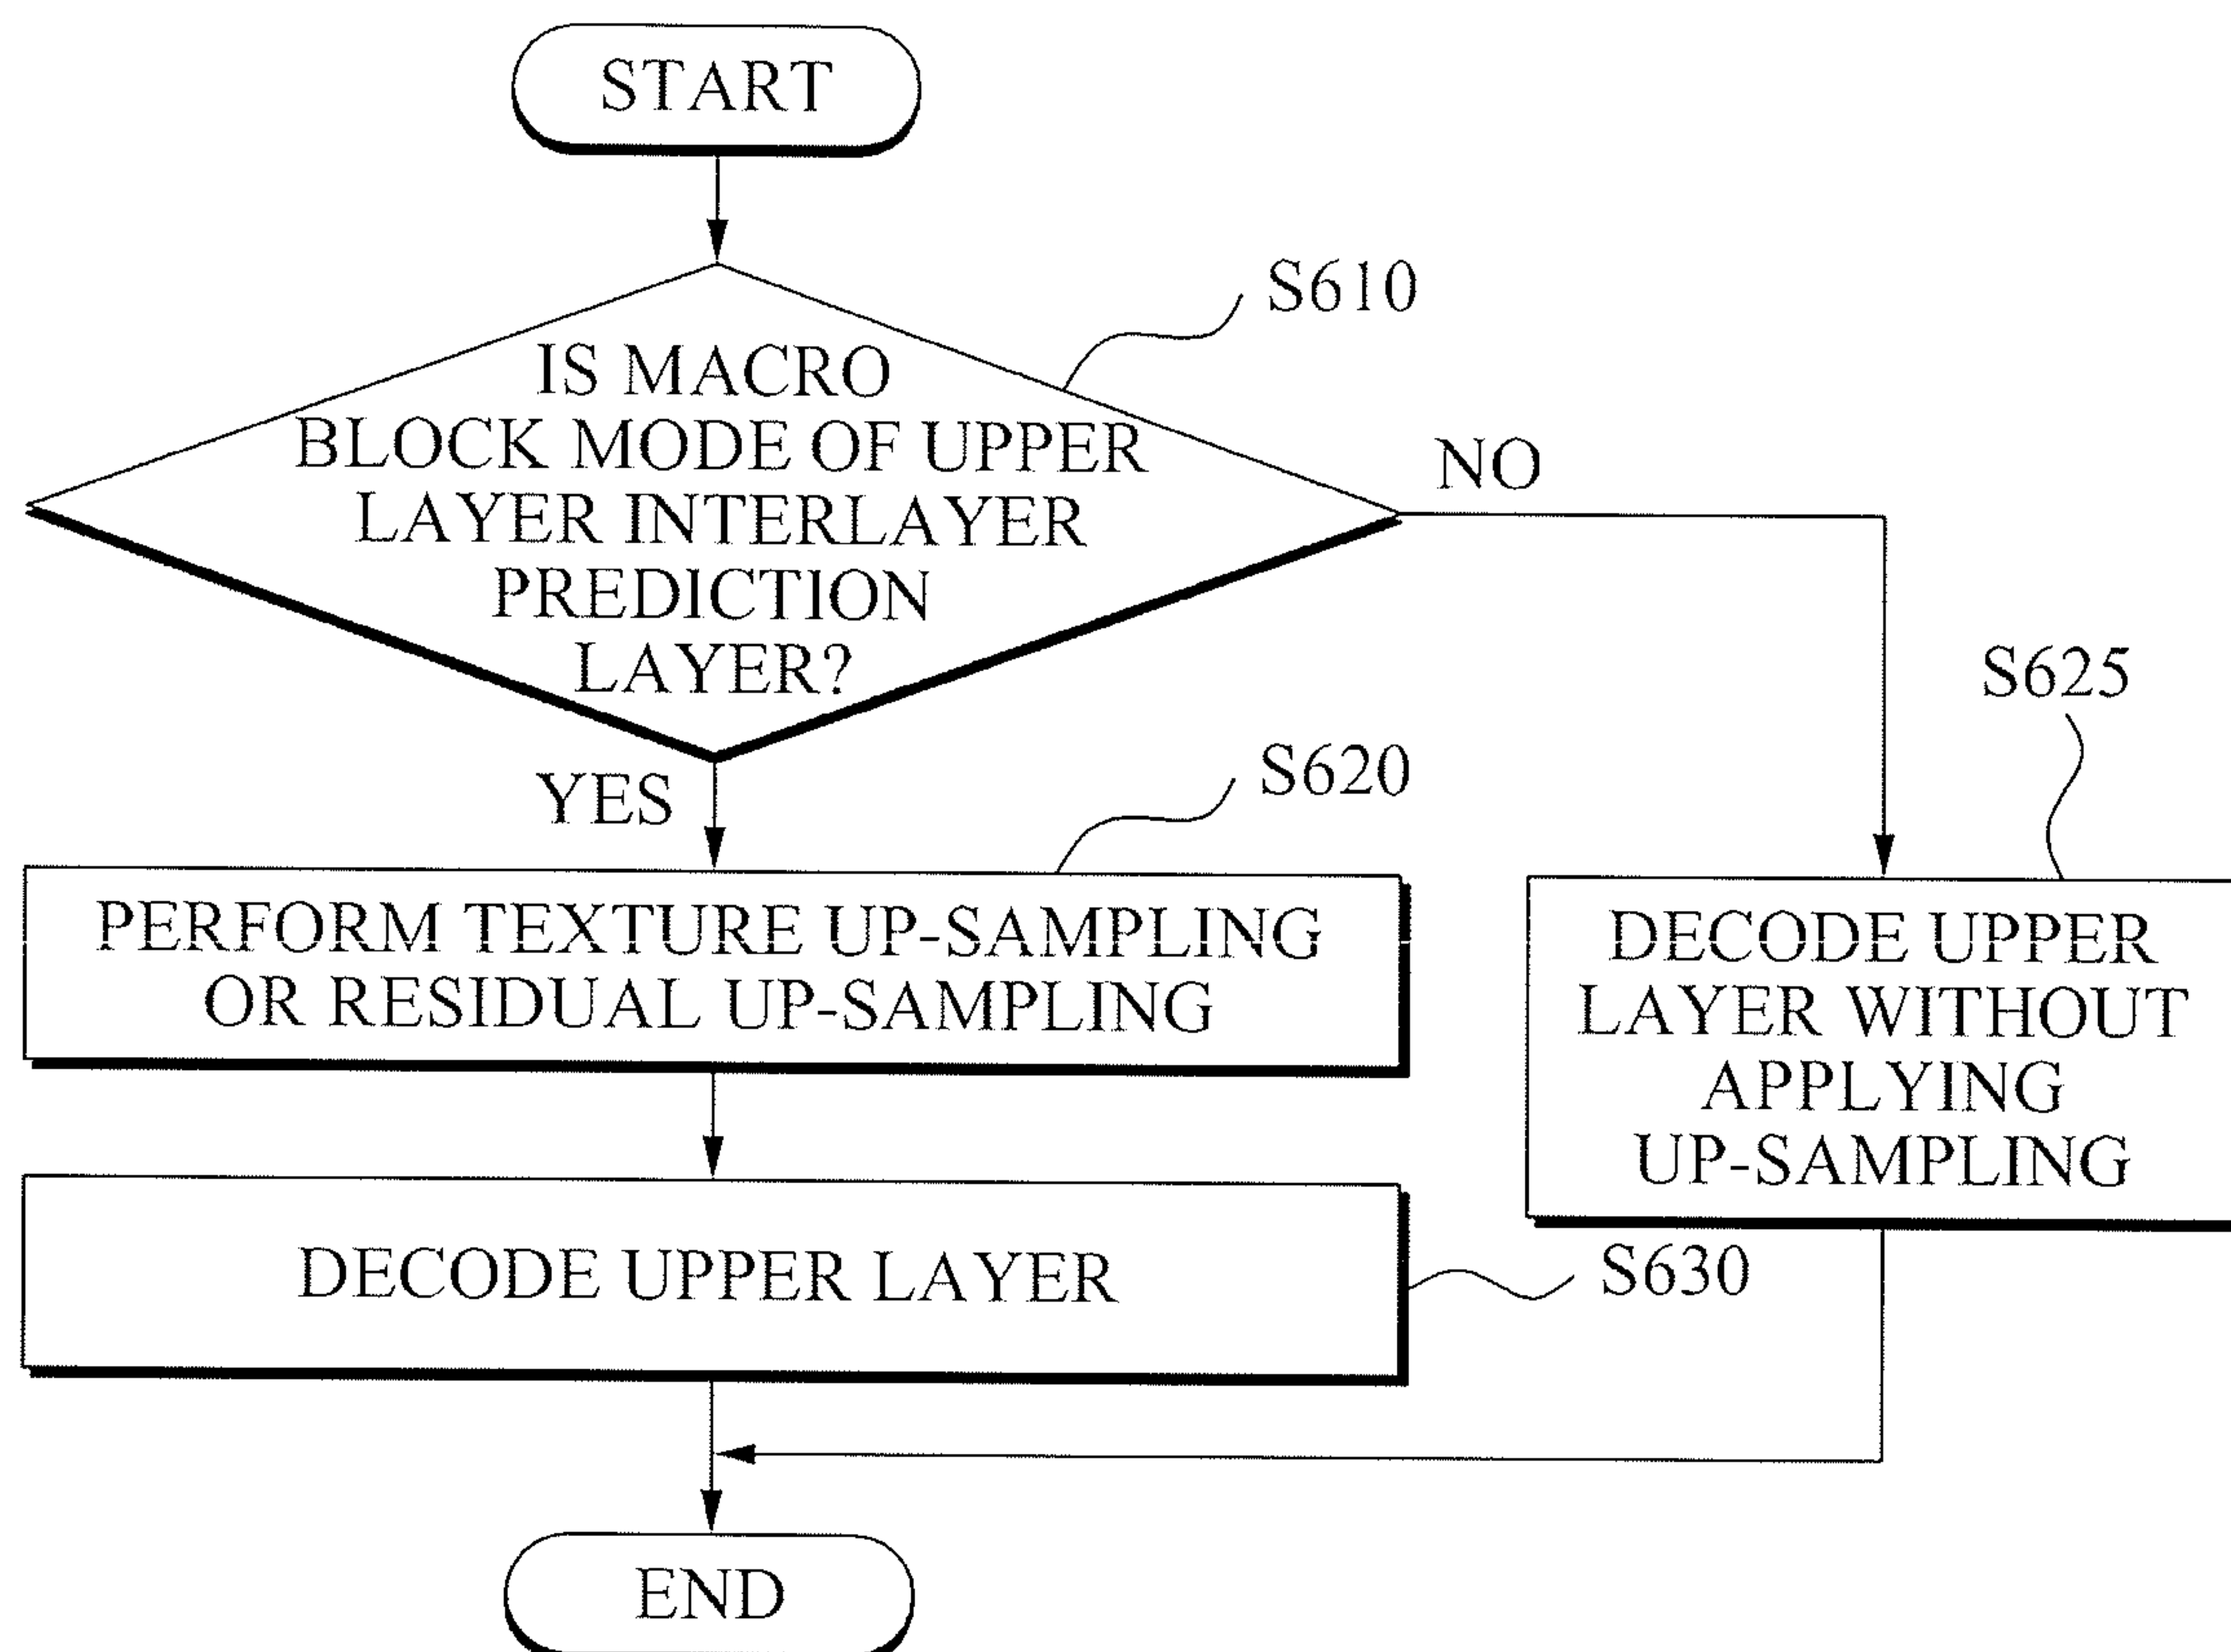 START
S610
IS MACRO
BLOCK MODE OF UPPER
LAYER INTERLAYER
PREDICTION
LAYER?
NO
YES
S620
PERFORM TEXTURE UP-SAMPLING
OR RESIDUAL UP-SAMPLING
S625
DECODE UPPER
LAYER WITHOUT
APPLYING
UP-SAMPLING
DECODE UPPER LAYER
S630
END